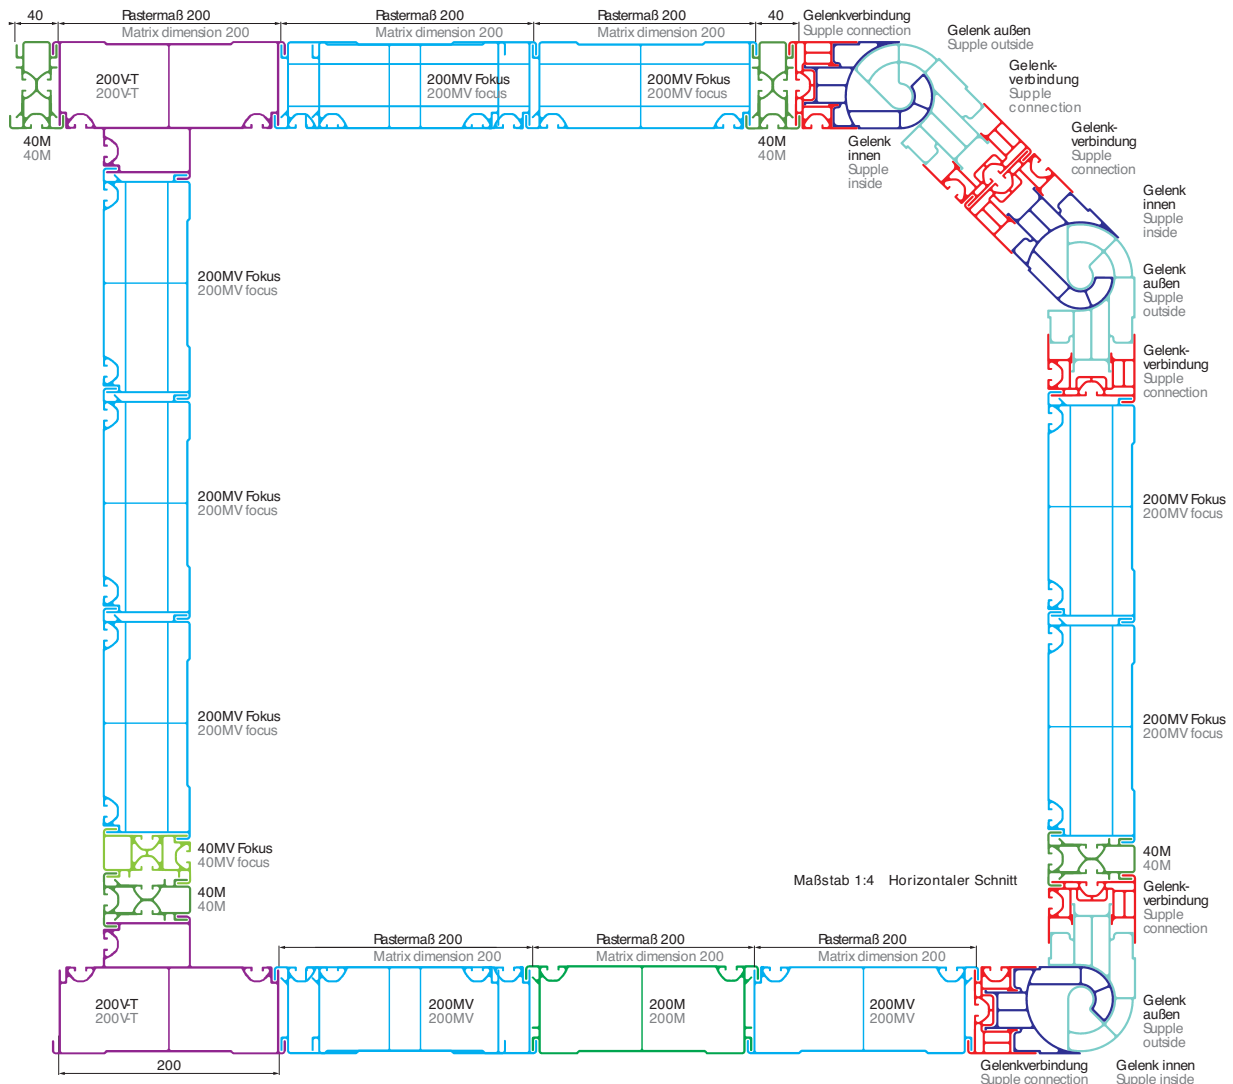 40
Rastermaß 200
Matrix dimension 200
Rastermaß 200
Matrix dimension 200
Rastermaß 200
Matrix dimension 200
40
Gelenkverbindung
Supple connection
Gelenk außen
Supple outside
Gelenk-
verbindung
Supple
connection
Gelenk-
verbindung
Supple
connection
200V-T
200V-T
200MV Fokus
200MV focus
200MV Fokus
200MV focus
40M
40M
40M
40M
Gelenk
innen
Supple
inside
Gelenk
innen
Supple
inside
200MV Fokus
200MV focus
Gelenk
außen
Supple
outside
Gelenk-
verbindung
Supple
connection
200MV Fokus
200MV focus
200MV Fokus
200MV focus
200MV Fokus
200MV focus
200MV Fokus
200MV focus
40MV Fokus
40MV focus
40M
40M
40M
40M
Maßstab 1:4 Horizontaler Schnitt
Gelenk-
verbindung
Supple
connection
Rastermaß 200
Matrix dimension 200
Rastermaß 200
Matrix dimension 200
Rastermaß 200
Matrix dimension 200
200V-T
200V-T
200MV
200MV
200M
200M
200MV
200MV
Gelenk
außen
Supple
outside
200
Gelenkverbindung
Supple connection
Gelenk innen
Supple inside